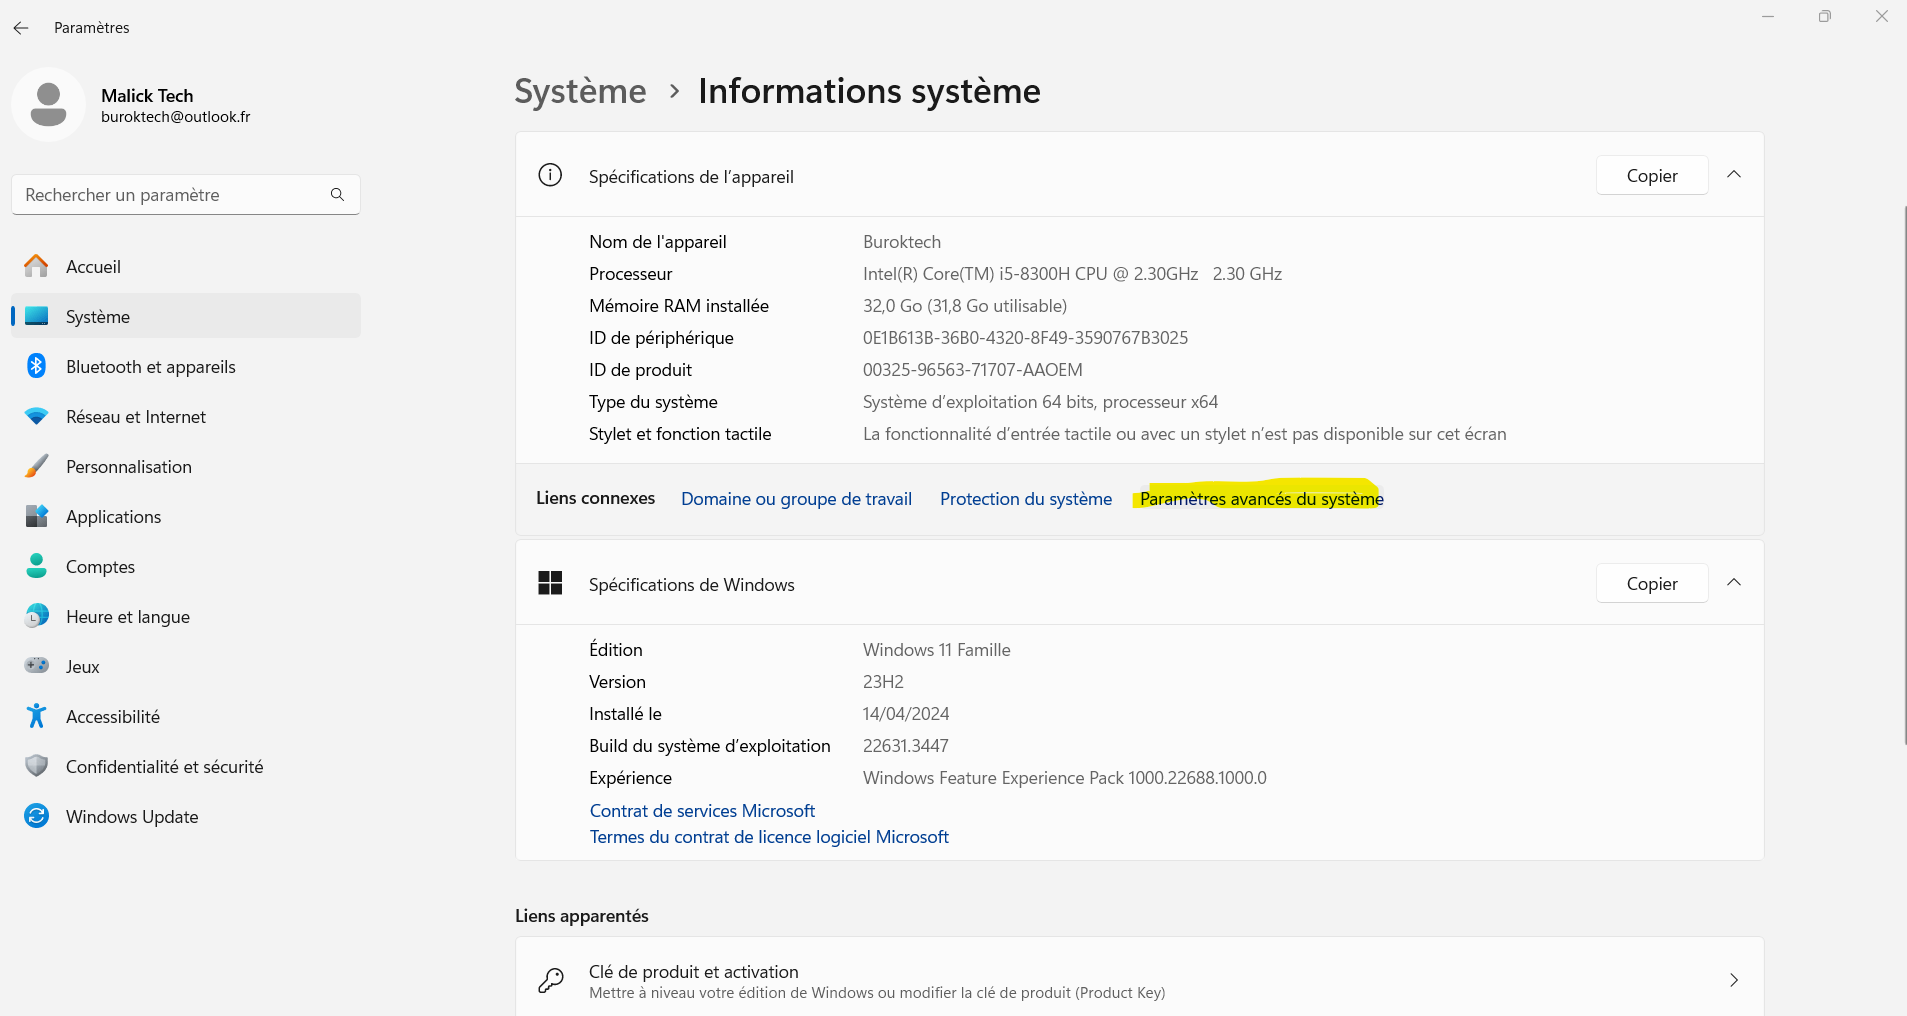 Paramètres
Malick Tech
buroktech@outlook.fr
Rechercher un paramètre
Accueil
Système
Bluetooth et appareils
Réseau et Internet
Personnalisation
Applications
Comptes
Heure et langue
Jeux
Accessibilité
Confidentialité et sécurité
Windows Update
Système > Informations système
Spécifications de l’appareil
Copier
Nom de l'appareil Buroktech
Processeur Intel(R) Core(TM) i5-8300H CPU @ 2.30GHz 2.30 GHz
Mémoire RAM installée 32,0 Go (31,8 Go utilisable)
ID de périphérique 0E1B613B-36B0-4320-8F49-3590767B3025
ID de produit 00325-96563-71707-AAOEM
Type du système Système d’exploitation 64 bits, processeur x64
Stylet et fonction tactile La fonctionnalité d’entrée tactile ou avec un stylet n’est pas disponible sur cet écran
Liens connexes Domaine ou groupe de travail Protection du système Paramètres avancés du système
Spécifications de Windows
Copier
Édition Windows 11 Famille
Version 23H2
Installé le 14/04/2024
Build du système d’exploitation 22631.3447
Expérience Windows Feature Experience Pack 1000.22688.1000.0
Contrat de services Microsoft
Termes du contrat de licence logiciel Microsoft
Liens apparentés
Clé de produit et activation
Mettre à niveau votre édition de Windows ou modifier la clé de produit (Product Key)